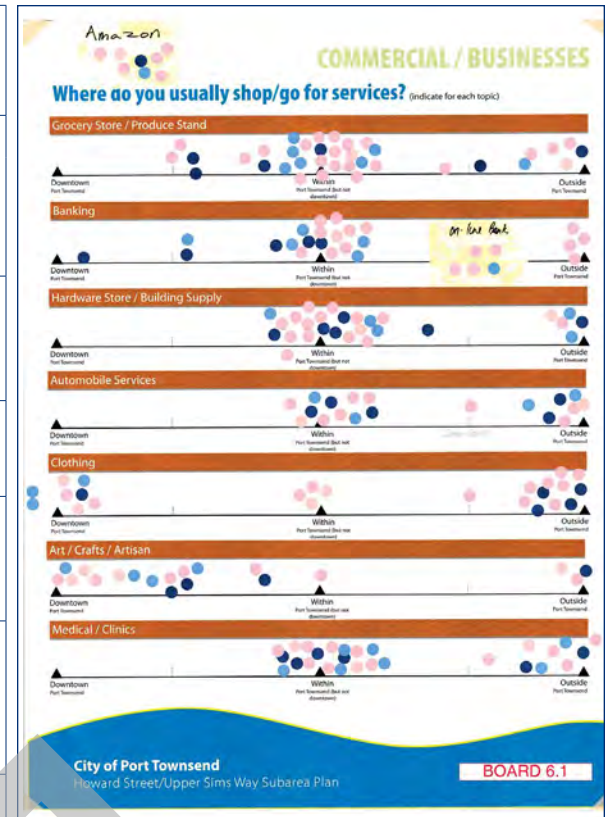 Amazon
COMMERCIAL / BUSINESSES
Where do you usually shop/go for services? (indicate for each topic)
Grocery Store / Produce Stand
Downtown
Port Townsend
Within
Port Townsend (but not
downtown)
Outside
Port Townsend
Banking
on-line Bank
Downtown
Port Townsend
Within
Port Townsend (but not
downtown)
Outside
Port Townsend
Hardware Store / Building Supply
Downtown
Port Townsend
Within
Port Townsend (but not
downtown)
Outside
Port Townsend
Automobile Services
Downtown
Port Townsend
Within
Port Townsend (but not
downtown)
Outside
Port Townsend
Clothing
Downtown
Port Townsend
Within
Port Townsend (but not
downtown)
Outside
Port Townsend
Art / Crafts / Artisan
Downtown
Port Townsend
Within
Port Townsend (but not
downtown)
Outside
Port Townsend
Medical / Clinics
Downtown
Port Townsend
Within
Port Townsend (but not
downtown)
Outside
Port Townsend
City of Port Townsend
Howard Street/Upper Sims Way Subarea Plan
BOARD 6.1